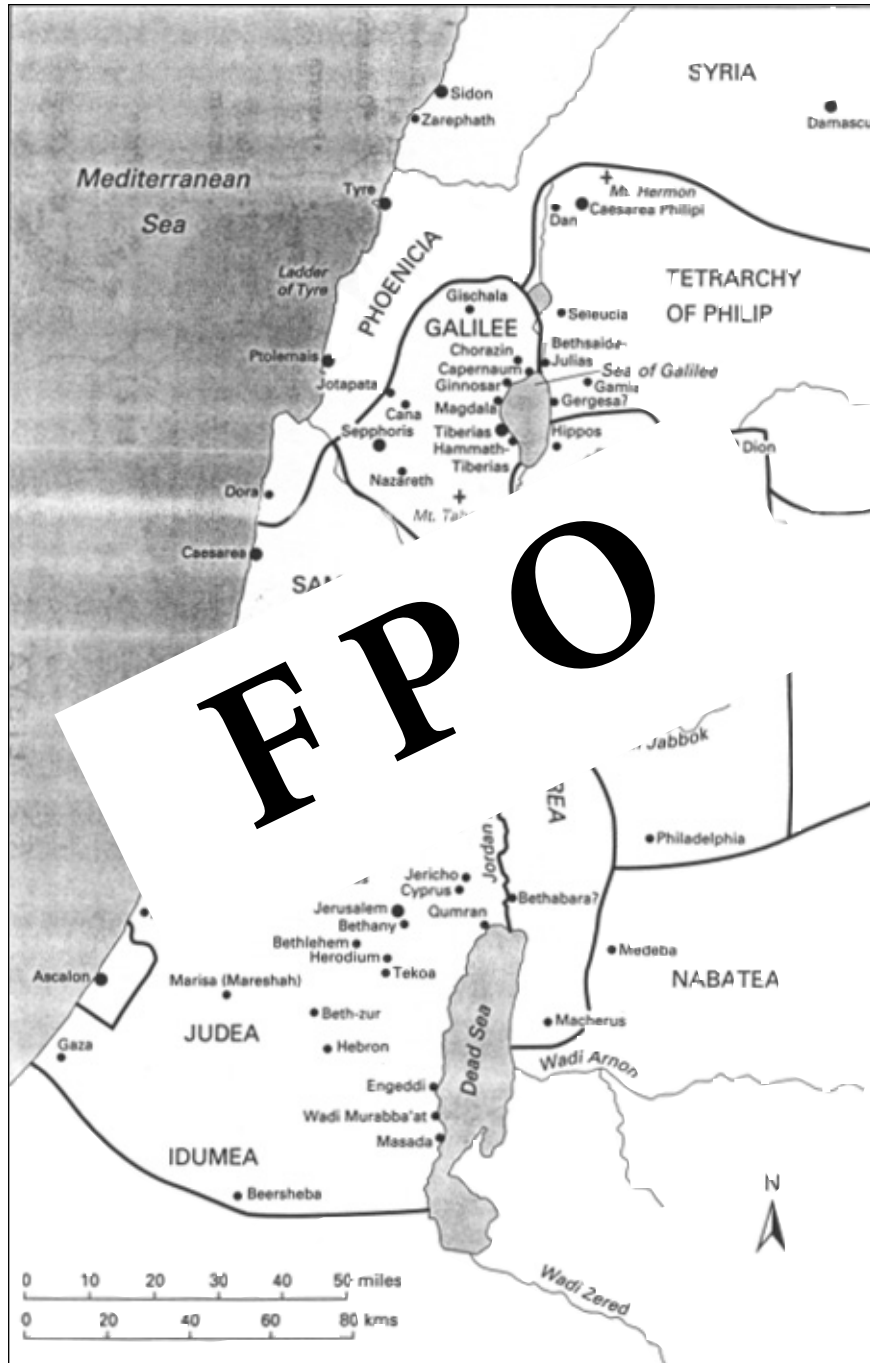 SYRIA
Sidon
Zarephath
Damascu
Mediterranean
Sea
Tyre
Mt. Hermon
Caesarea Philipi
Dan
PHOENICIA
Ladder
of Tyre
TETRARCHY
OF PHILIP
Gischala
GALILEE
Seleucia
Bethsaida-
Julias
Chorazin
Ptolemais
Capernaum
Sea of Galilee
Jotapata
Ginnosar
Gamla
Cana
Magdala
Gergesa?
Sepphoris
Tiberias
Hippos
Hammath-
Tiberias
Dion
Nazareth
Dora
Mt. Tab
Caesarea
SAM
FPO
Jabbok
REA
Philadelphia
Jordan
Jericho
Cyprus
Bethabara?
Jerusalem
Qumran
Bethany
Bethlehem
Herodium
Medeba
Ascalon
Marisa (Mareshah)
Tekoa
NABATEA
Beth-zur
Macherus
JUDEA
Gaza
Hebron
Dead Sea
Wadi Arnon
Engeddi
Wadi Murabba'at
Masada
IDUMEA
Beersheba
N
0 10 20 30 40 50 miles
0 20 40 60 80 kms
Wadi Zered